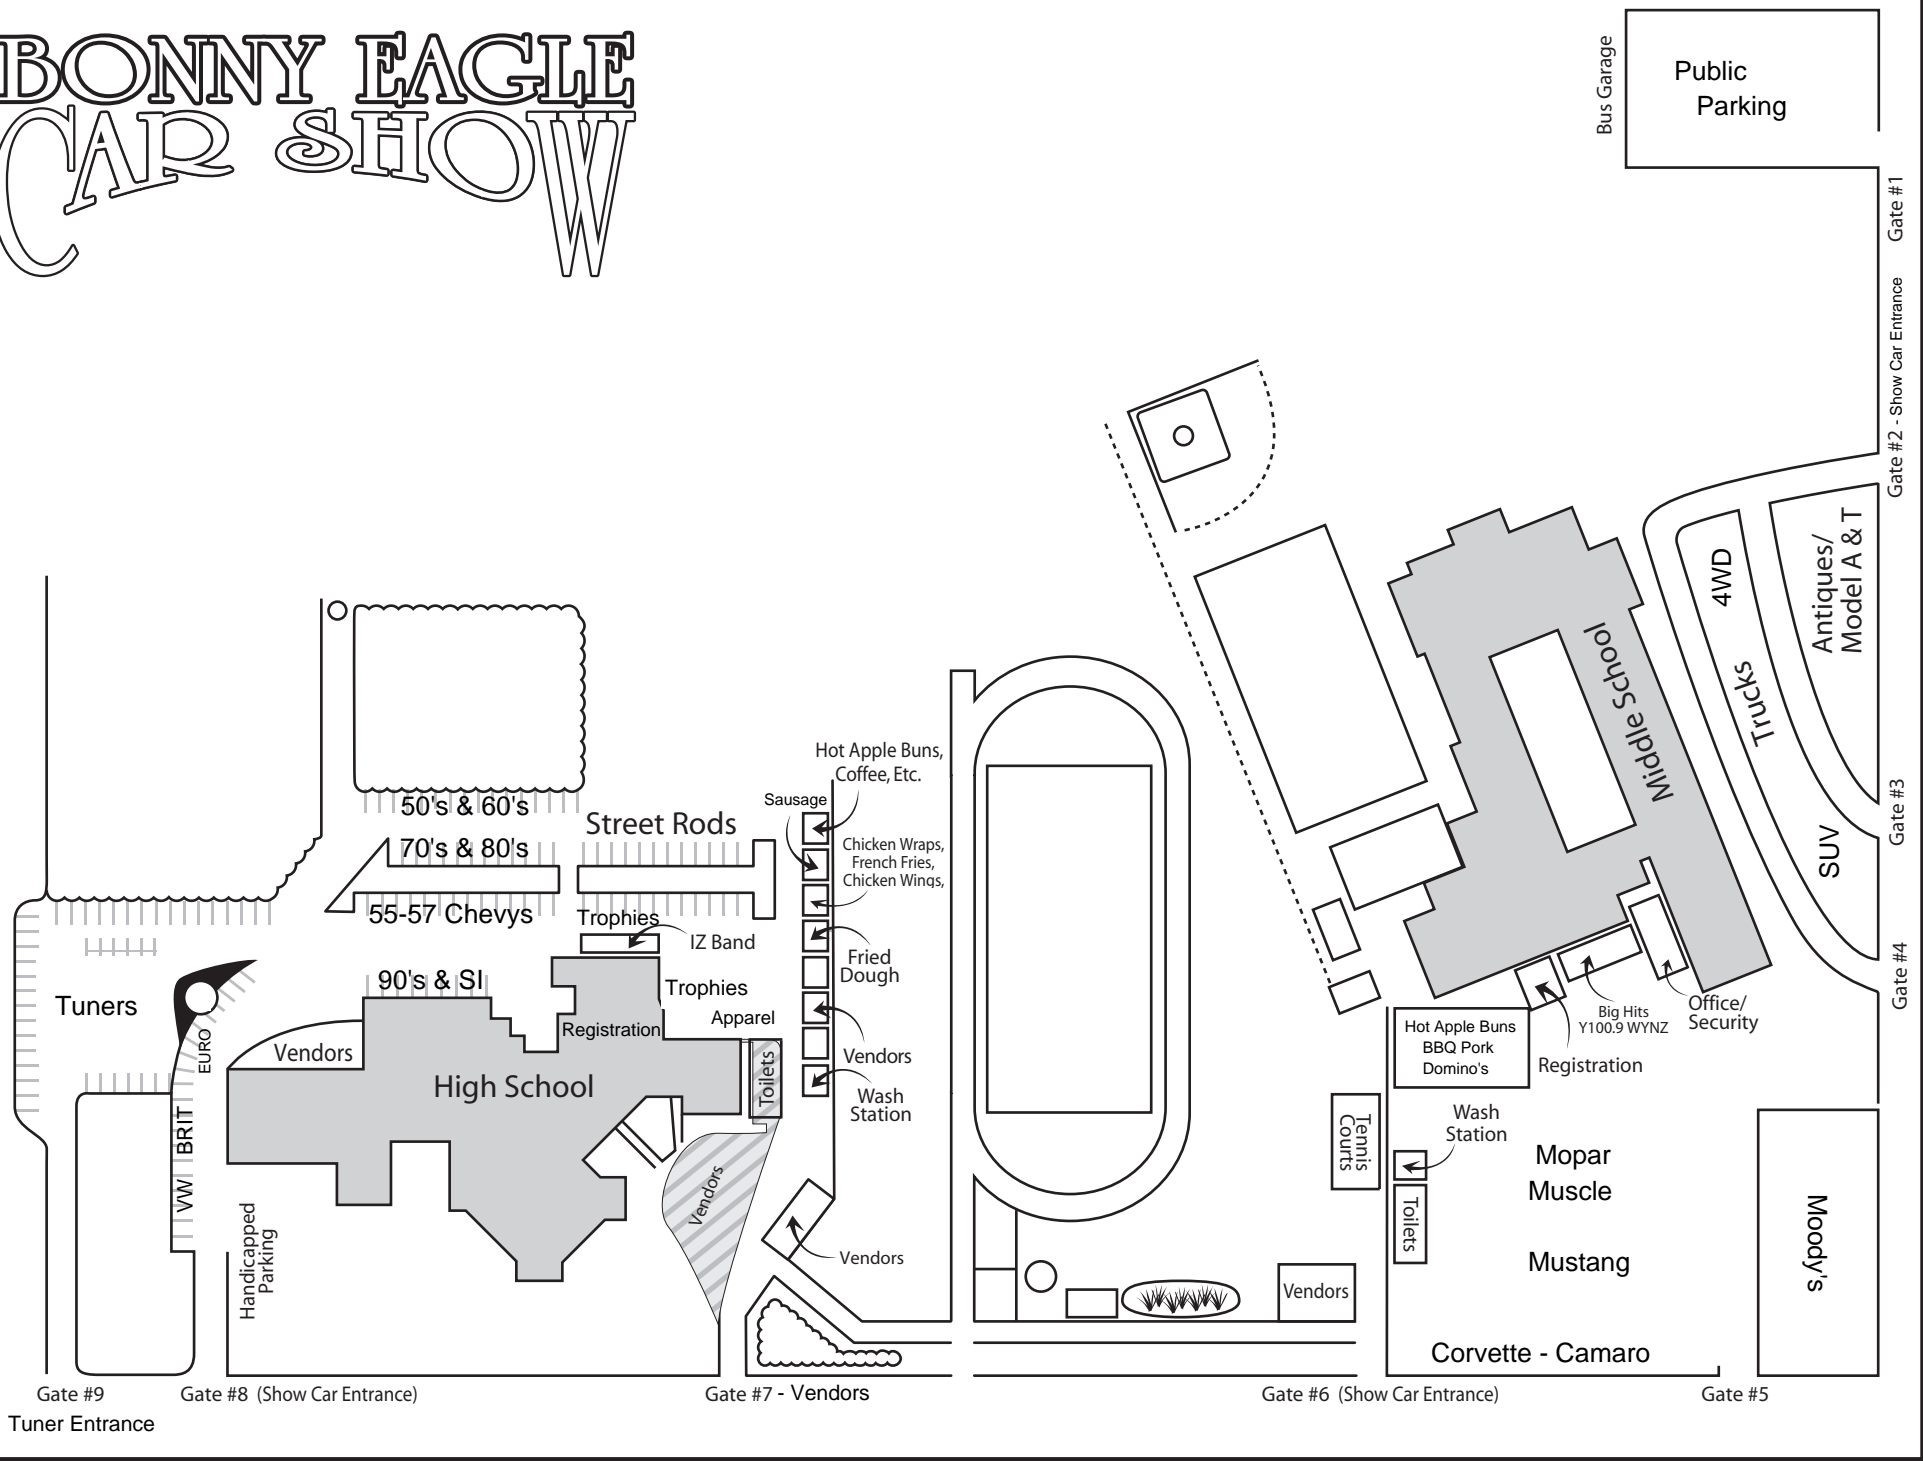 BONNY EAGLE
CAR SHOW
Bus Garage
Public
Parking
Gate #1
Gate #2 - Show Car Entrance
Antiques/
Model A & T
4WD
Trucks
SUV
Middle School
Gate #3
Gate #4
50's & 60's
70's & 80's
55-57 Chevys
90's & SI
Street Rods
Trophies
IZ Band
Trophies
Apparel
Registration
High School
Vendors
Tuners
EURO
BRIT
VW
Handicapped
Parking
Toilets
Vendors
Hot Apple Buns,
Coffee, Etc.
Sausage
Chicken Wraps,
French Fries,
Chicken Wings,
Fried
Dough
Vendors
Wash
Station
Vendors
Vendors
Tennis
Courts
Hot Apple Buns
BBQ Pork
Domino's
Registration
Big Hits
Y100.9 WYNZ
Office/
Security
Wash
Station
Toilets
Mopar
Muscle
Mustang
Corvette - Camaro
Moody's
Gate #9
Tuner Entrance
Gate #8 (Show Car Entrance)
Gate #7 - Vendors
Gate #6 (Show Car Entrance)
Gate #5